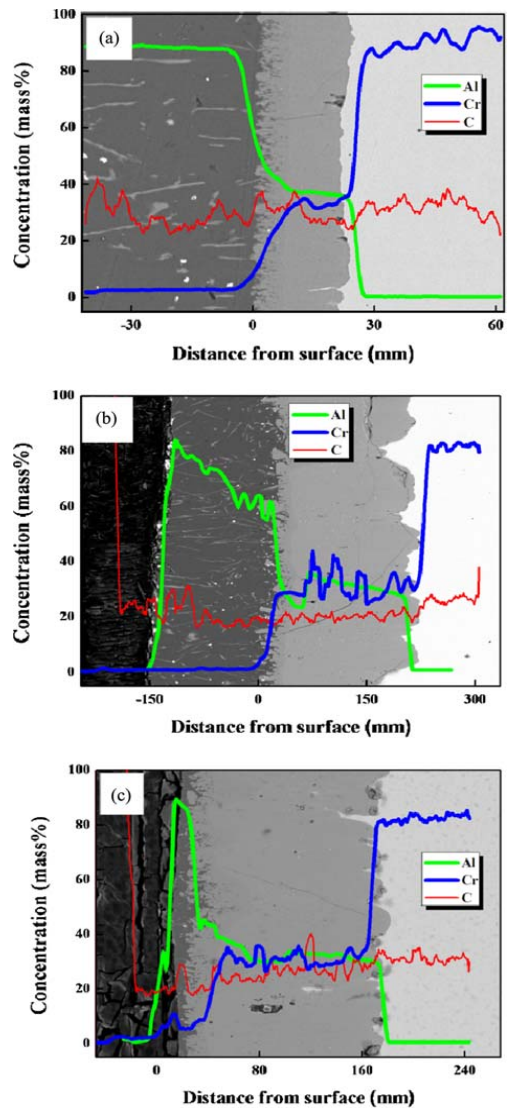 (a)
Concentration (mass%)
100
80
60
40
20
0
Al
Cr
C
-30
0
30
60
Distance from surface (mm)
(b)
Concentration (mass%)
100
80
60
40
20
0
Al
Cr
C
-150
0
150
300
Distance from surface (mm)
(c)
Concentration (mass%)
100
80
60
40
20
0
Al
Cr
C
0
80
160
240
Distance from surface (mm)